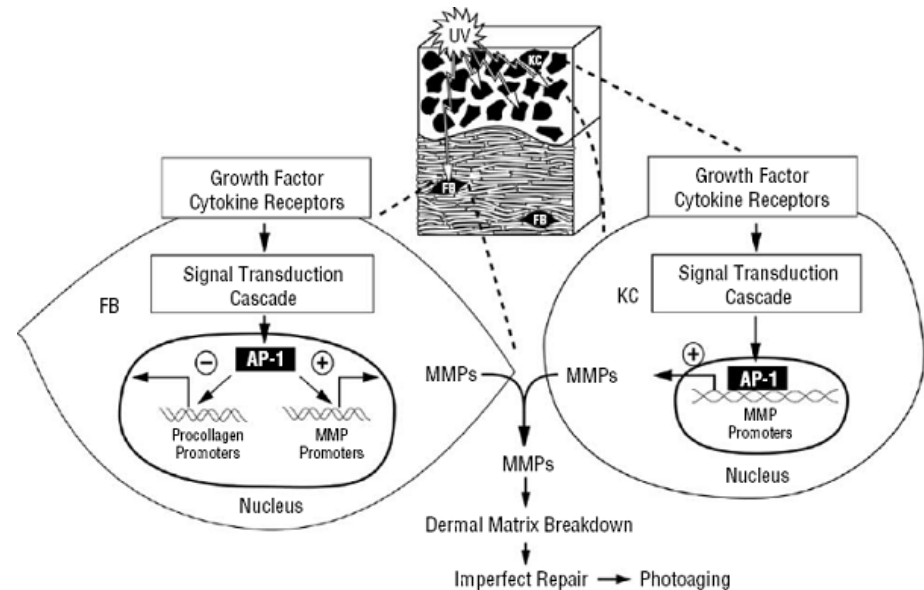 UV
KC
FB
FB
Growth Factor
Cytokine Receptors
Signal Transduction
Cascade
FB
−
AP-1
+
Procollagen
Promoters
MMP
Promoters
Nucleus
Growth Factor
Cytokine Receptors
Signal Transduction
Cascade
KC
+
AP-1
MMP
Promoters
Nucleus
MMPs
MMPs
MMPs
Dermal Matrix Breakdown
Imperfect Repair
Photoaging